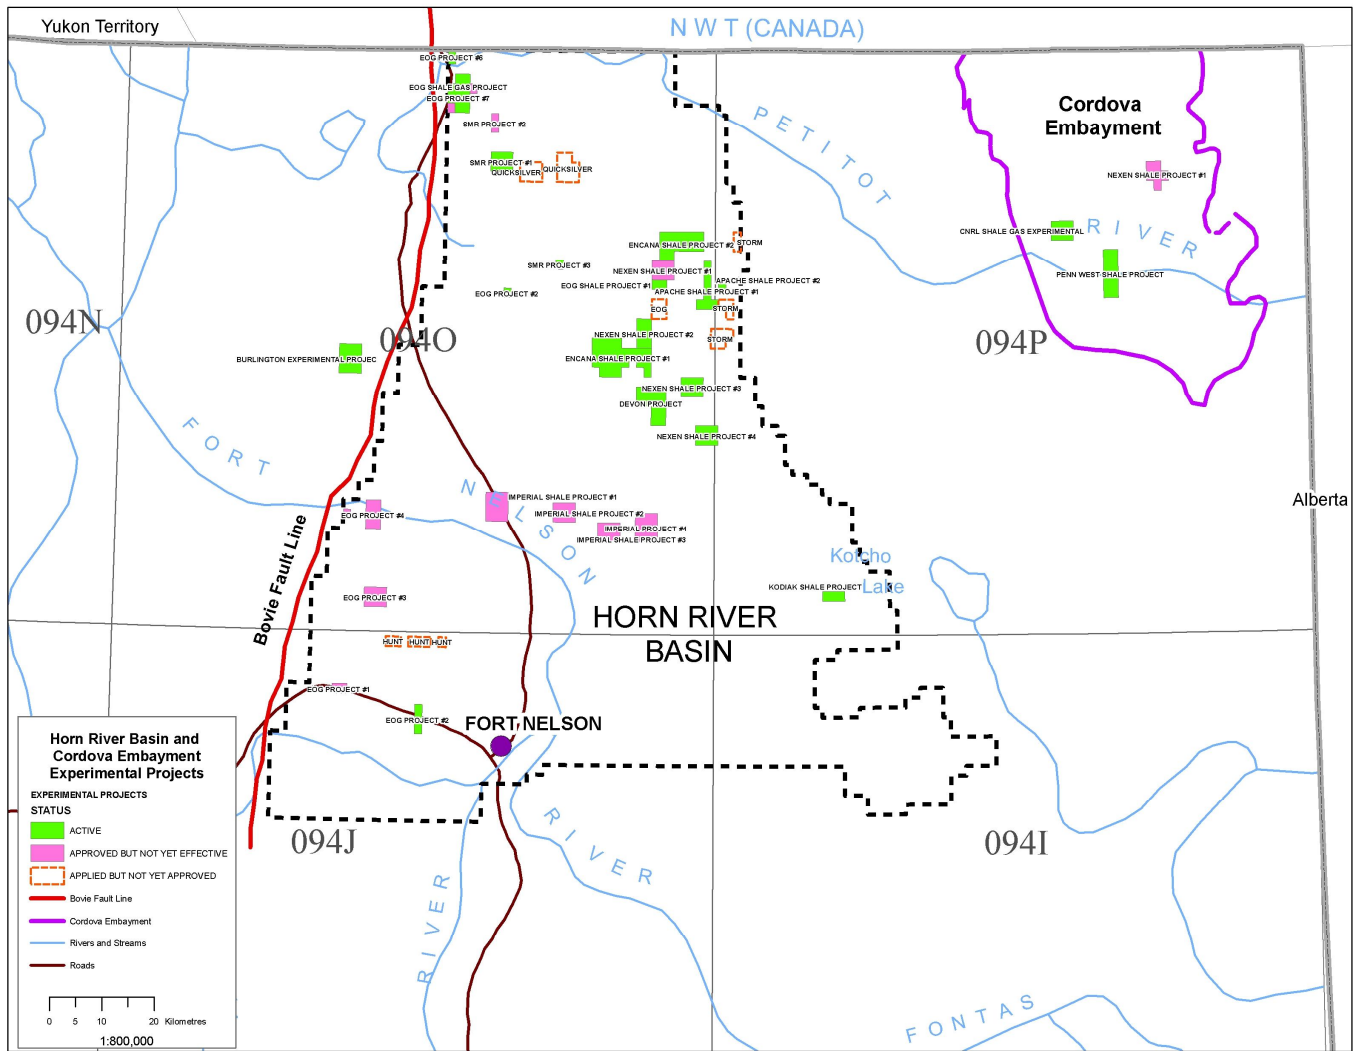 Yukon Territory
N W T (CANADA)
EOG PROJECT #6
EOG SHALE GAS PROJECT
EOG PROJECT #7
SMR PROJECT #2
SMR PROJECT #1
QUICKSILVER
QUICKSILVER
PETITOT
RIVER
Cordova
Embayment
NEXEN SHALE PROJECT #1
CNRL SHALE GAS EXPERIMENTAL
PENN WEST SHALE PROJECT
ENCANA SHALE PROJECT #2
STORM
SMR PROJECT #3
NEXEN SHALE PROJECT #1
EOG SHALE PROJECT #1
APACHE SHALE PROJECT #2
APACHE SHALE PROJECT #1
EOG PROJECT #2
EOG
STORM
094N
094O
094P
NEXEN SHALE PROJECT #2
STORM
BURLINGTON EXPERIMENTAL PROJEC
ENCANA SHALE PROJECT #1
NEXEN SHALE PROJECT #3
DEVON PROJECT
NEXEN SHALE PROJECT #4
FORT
NELSON
RIVER
IMPERIAL SHALE PROJECT #1
IMPERIAL SHALE PROJECT #2
IMPERIAL PROJECT #4
IMPERIAL SHALE PROJECT #3
EOG PROJECT #4
Alberta
Bovie Fault Line
Kotcho
Lake
KODIAK SHALE PROJECT
EOG PROJECT #3
HORN RIVER
BASIN
HUNT
HUNT
HUNT
EOG PROJECT #1
EOG PROJECT #2
FORT NELSON
094J
094I
RIVER
FONTAS
Horn River Basin and
Cordova Embayment
Experimental Projects
EXPERIMENTAL PROJECTS
STATUS
ACTIVE
APPROVED BUT NOT YET EFFECTIVE
APPLIED BUT NOT YET APPROVED
Bovie Fault Line
Cordova Embayment
Rivers and Streams
Roads
0 5 10 20 Kilometres
1:800,000